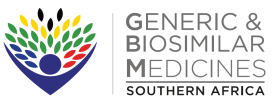 GENERIC &
BIOSIMILAR
MEDICINES
SOUTHERN AFRICA